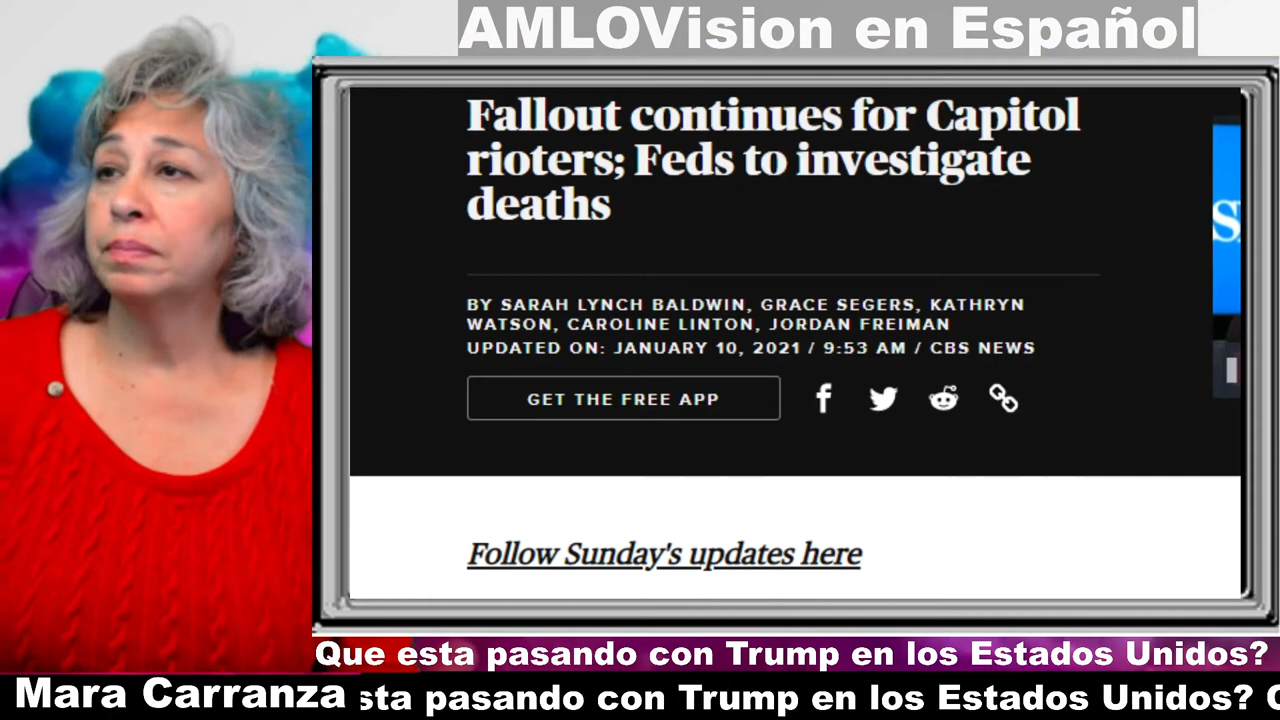 AMLOVision en Español
Fallout continues for Capitol
rioters; Feds to investigate
deaths
BY SARAH LYNCH BALDWIN, GRACE SEGERS, KATHRYN
WATSON, CAROLINE LINTON, JORDAN FREIMAN
UPDATED ON: JANUARY 10, 2021 / 9:53 AM / CBS NEWS
GET THE FREE APP
Follow Sunday's updates here
Que esta pasando con Trump en los Estados Unidos?
Mara Carranza sta pasando con Trump en los Estados Unidos?